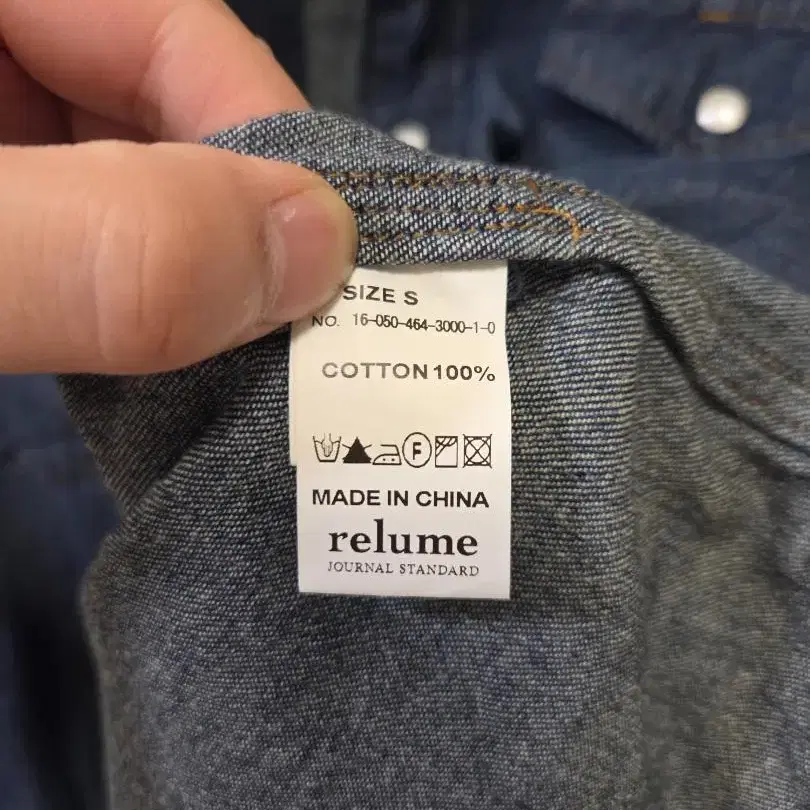 SIZE S
NO. 16-050-464-3000-1-0
COTTON 100%
F
MADE IN CHINA
relume
JOURNAL STANDARD